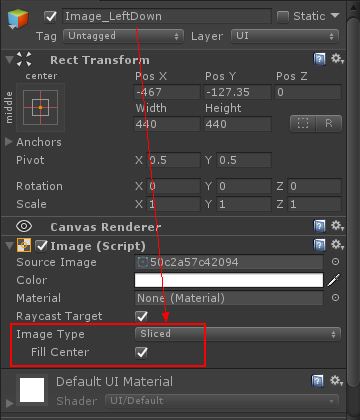 Image_LeftDown Static
Tag Untagged Layer UI
Rect Transform
center Pos X Pos Y Pos Z
middle -467 -127.35 0
Width Height
440 440 R
Anchors
Pivot X 0.5 Y 0.5
Rotation X 0 Y 0 Z 0
Scale X 1 Y 1 Z 1
Canvas Renderer
Image (Script)
Source Image 50c2a57c42094
Color
Material None (Material)
Raycast Target
Image Type Sliced
Fill Center
Default UI Material
Shader UI/Default